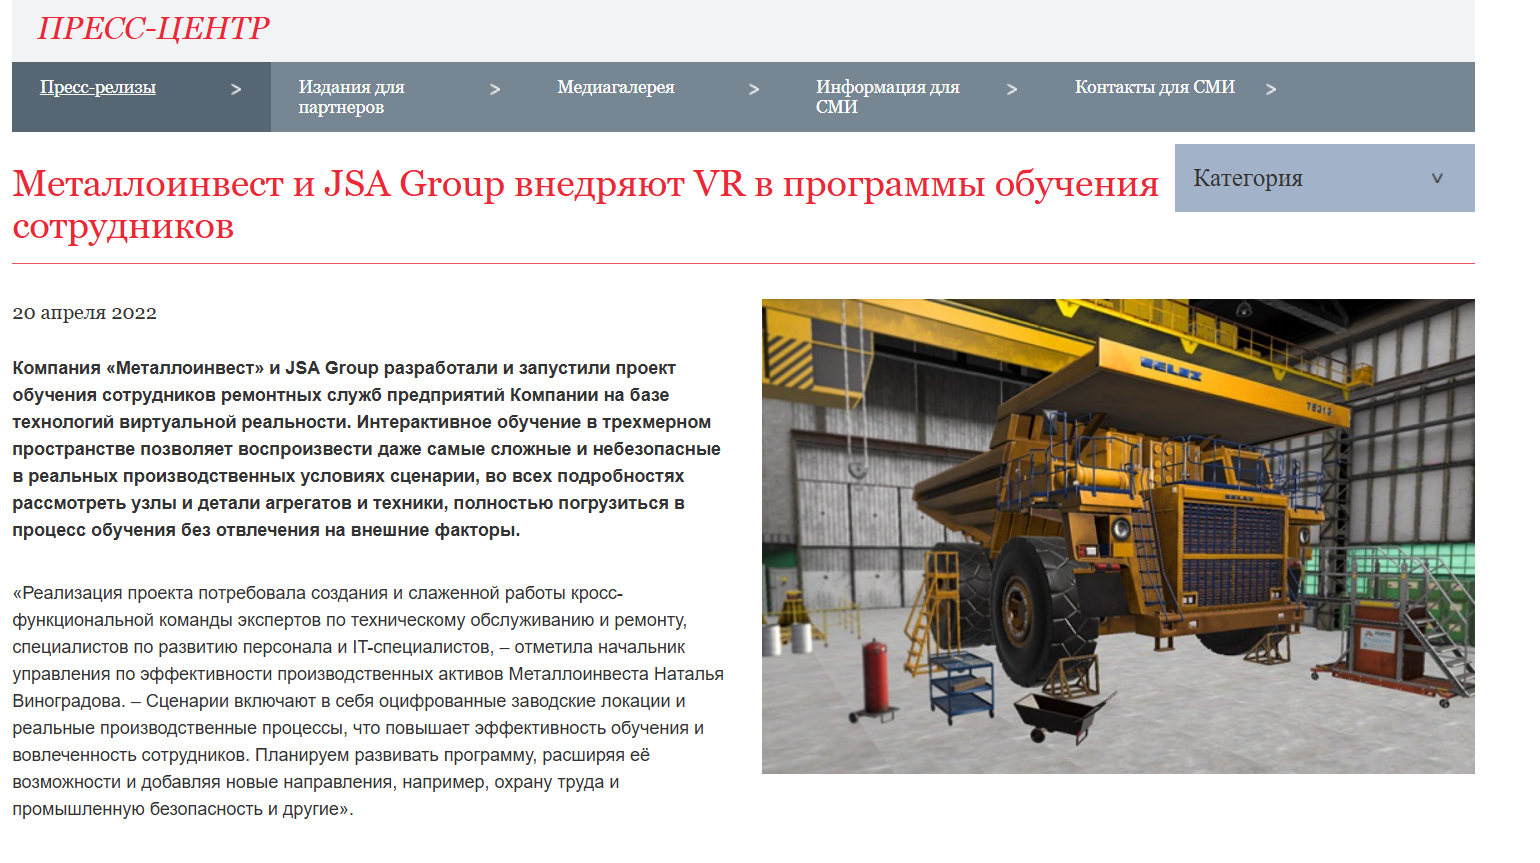 ПРЕСС-ЦЕНТР
Пресс-релизы >
Издания для
партнеров >
Медиагалерея >
Информация для
СМИ >
Контакты для СМИ >
Категория
Металлоинвест и JSA Group внедряют VR в программы обучения
сотрудников
20 апреля 2022
Компания «Металлоинвест» и JSA Group разработали и запустили проект
обучения сотрудников ремонтных служб предприятий Компании на базе
технологий виртуальной реальности. Интерактивное обучение в трехмерном
пространстве позволяет воспроизвести даже самые сложные и небезопасные
в реальных производственных условиях сценарии, во всех подробностях
рассмотреть узлы и детали агрегатов и техники, полностью погрузиться в
процесс обучения без отвлечения на внешние факторы.
«Реализация проекта потребовала создания и слаженной работы кросс-
функциональной команды экспертов по техническому обслуживанию и ремонту,
специалистов по развитию персонала и IT-специалистов, – отметила начальник
управления по эффективности производственных активов Металлоинвеста Наталья
Виноградова. – Сценарии включают в себя оцифрованные заводские локации и
реальные производственные процессы, что повышает эффективность обучения и
вовлеченность сотрудников. Планируем развивать программу, расширяя её
возможности и добавляя новые направления, например, охрану труда и
промышленную безопасность и другие».
BELAZ
BELAZ